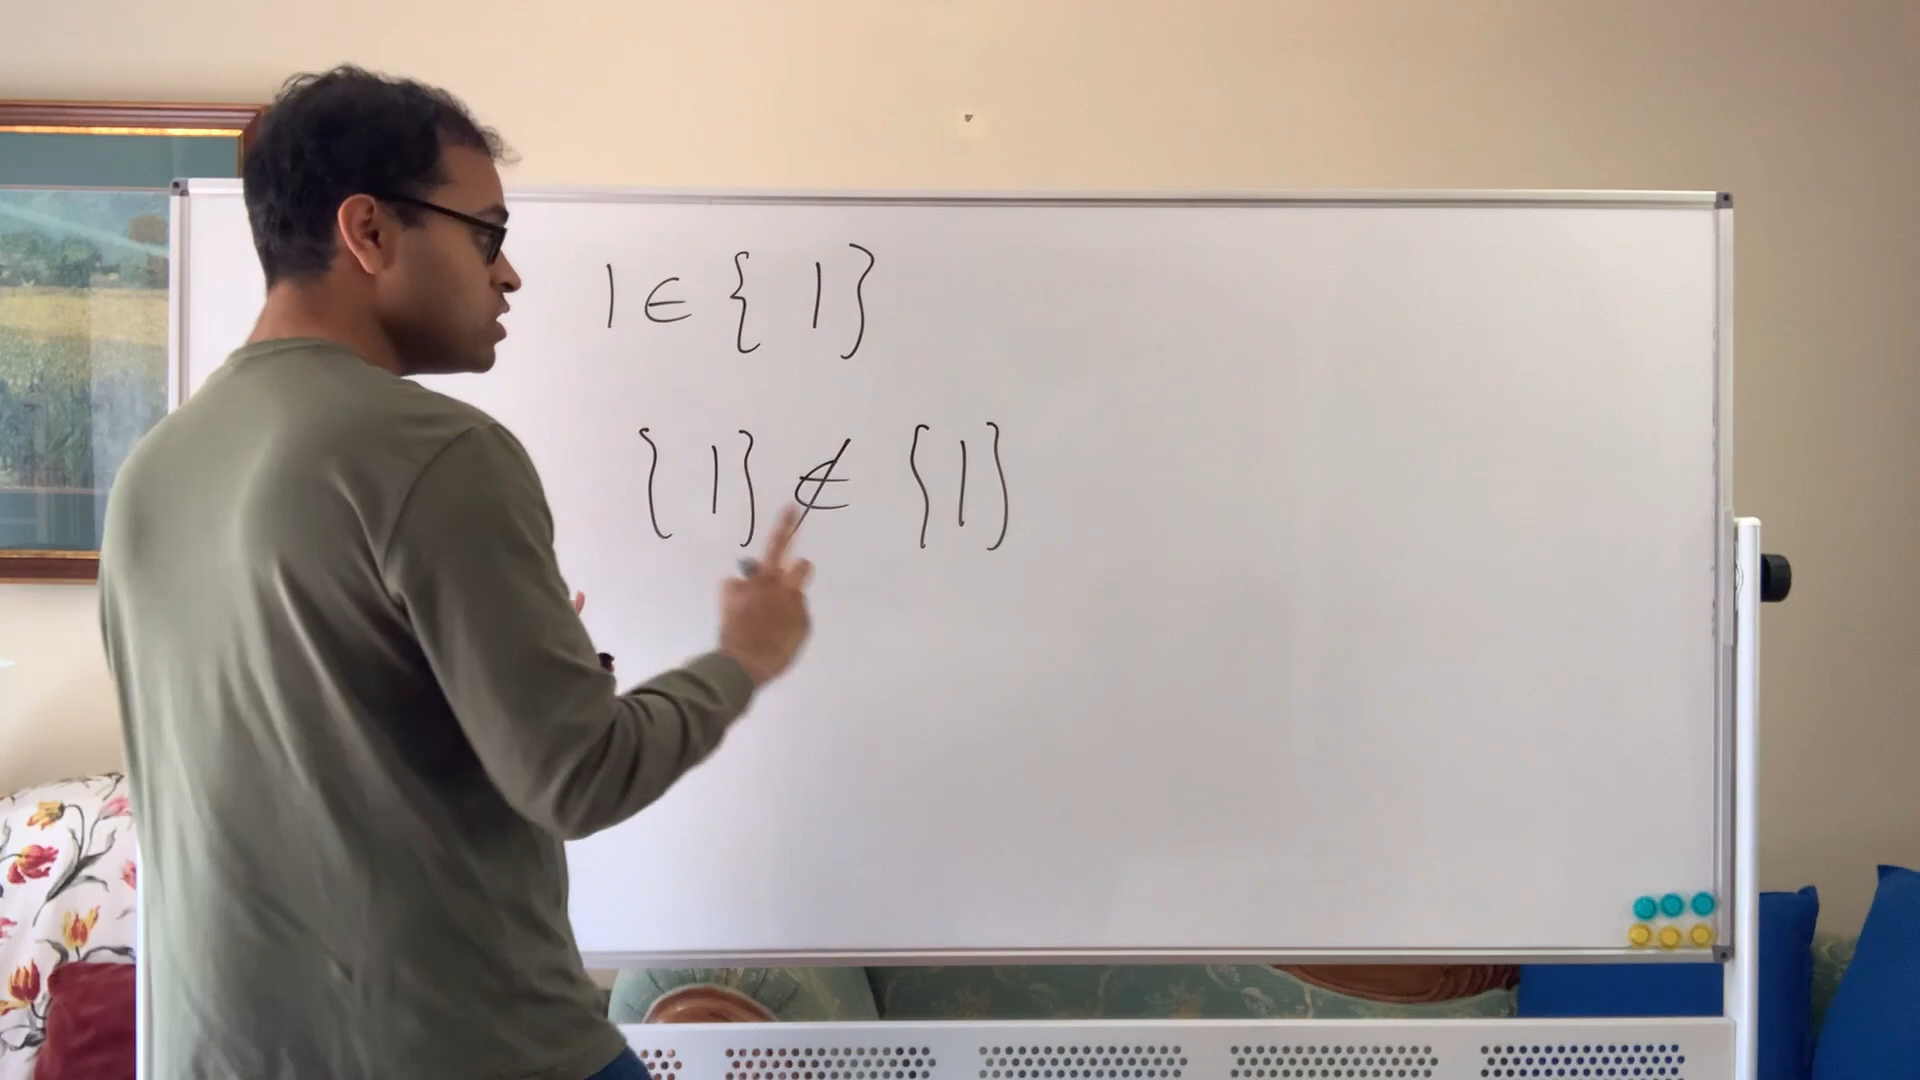 1 ∈ { 1 }
{ 1 } ∉ { 1 }